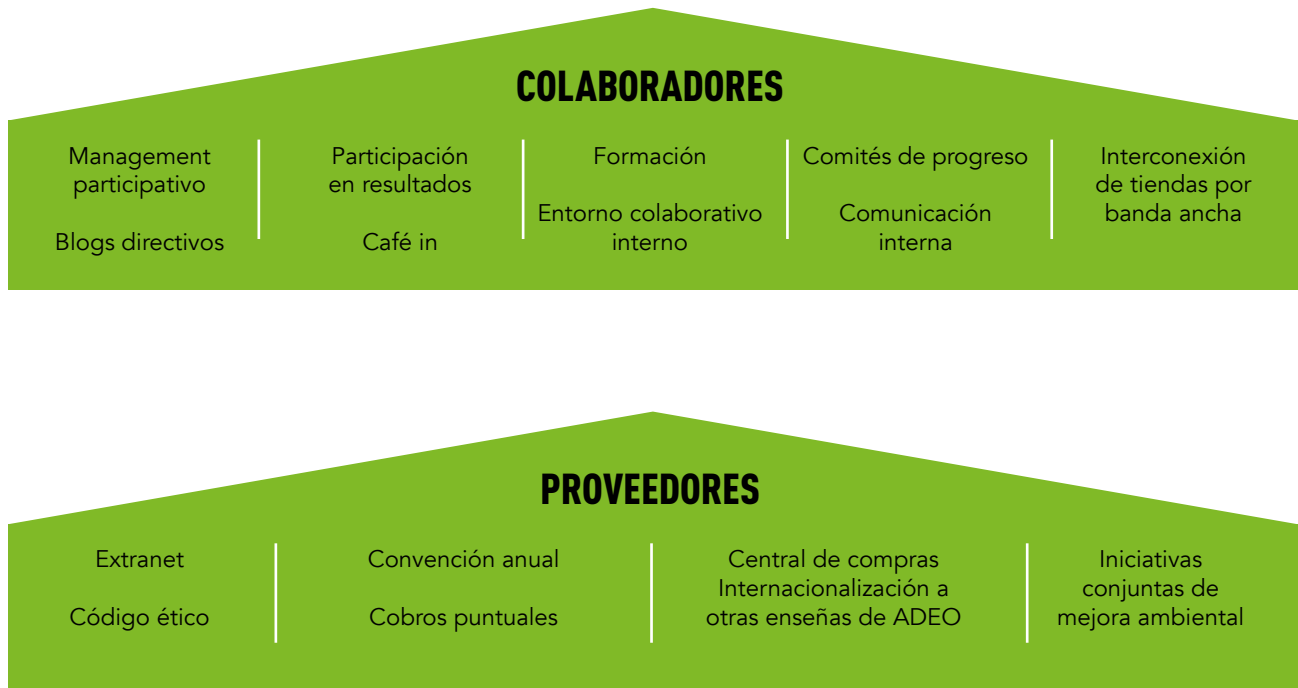 COLABORADORES
Management
participativo
Blogs directivos
Participación
en resultados
Café in
Formación
Entorno colaborativo
interno
Comités de progreso
Comunicación
interna
Interconexión
de tiendas por
banda ancha
PROVEEDORES
Extranet
Código ético
Convención anual
Cobros puntuales
Central de compras
Internacionalización a
otras enseñas de ADEO
Iniciativas
conjuntas de
mejora ambiental